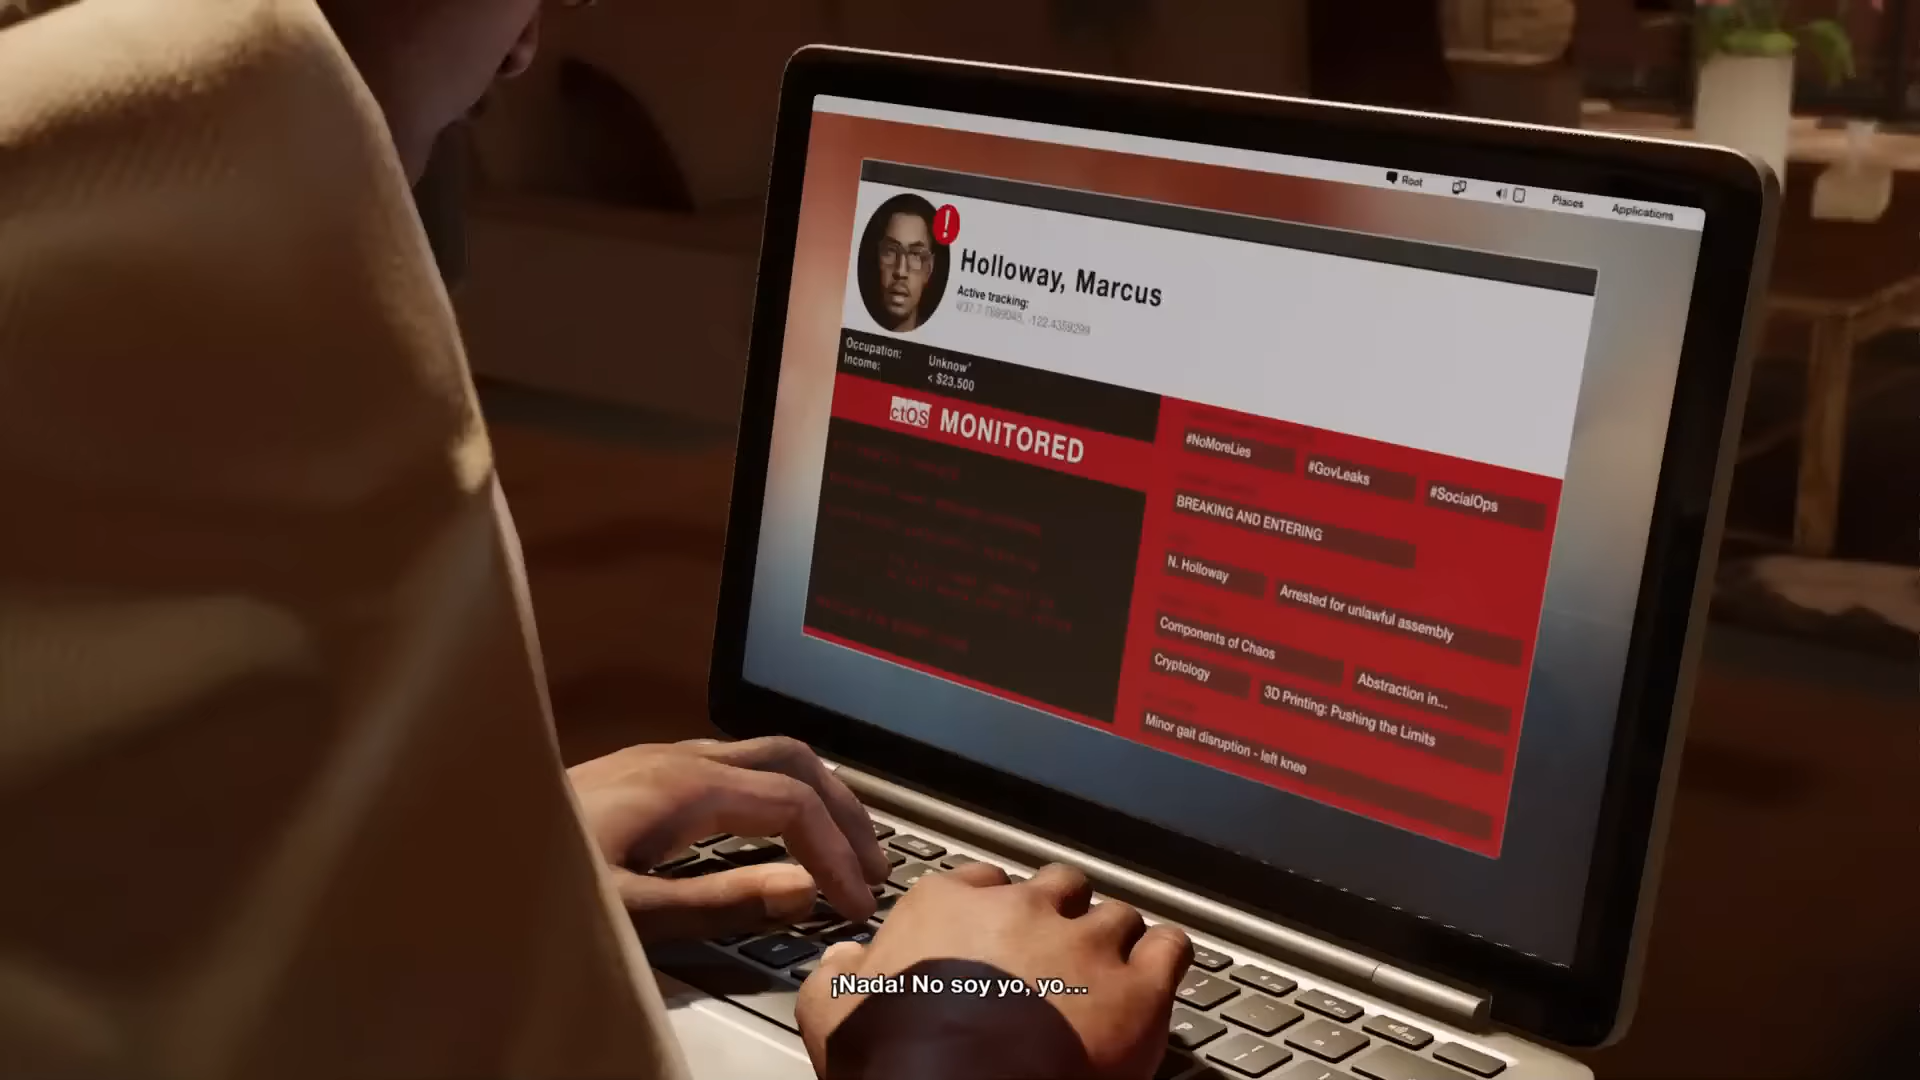 Root
Places
Applications
Holloway, Marcus
Active tracking:
Occupation:
Unknow
Income:
< $23,500
ctOS MONITORED
#NoMoreLies
#GovLeaks
#SocialOps
BREAKING AND ENTERING
N. Holloway
Arrested for unlawful assembly
Components of Chaos
Abstraction in...
Cryptology
3D Printing: Pushing the Limits
Minor gait disruption - left knee
¡Nada! No soy yo, yo...